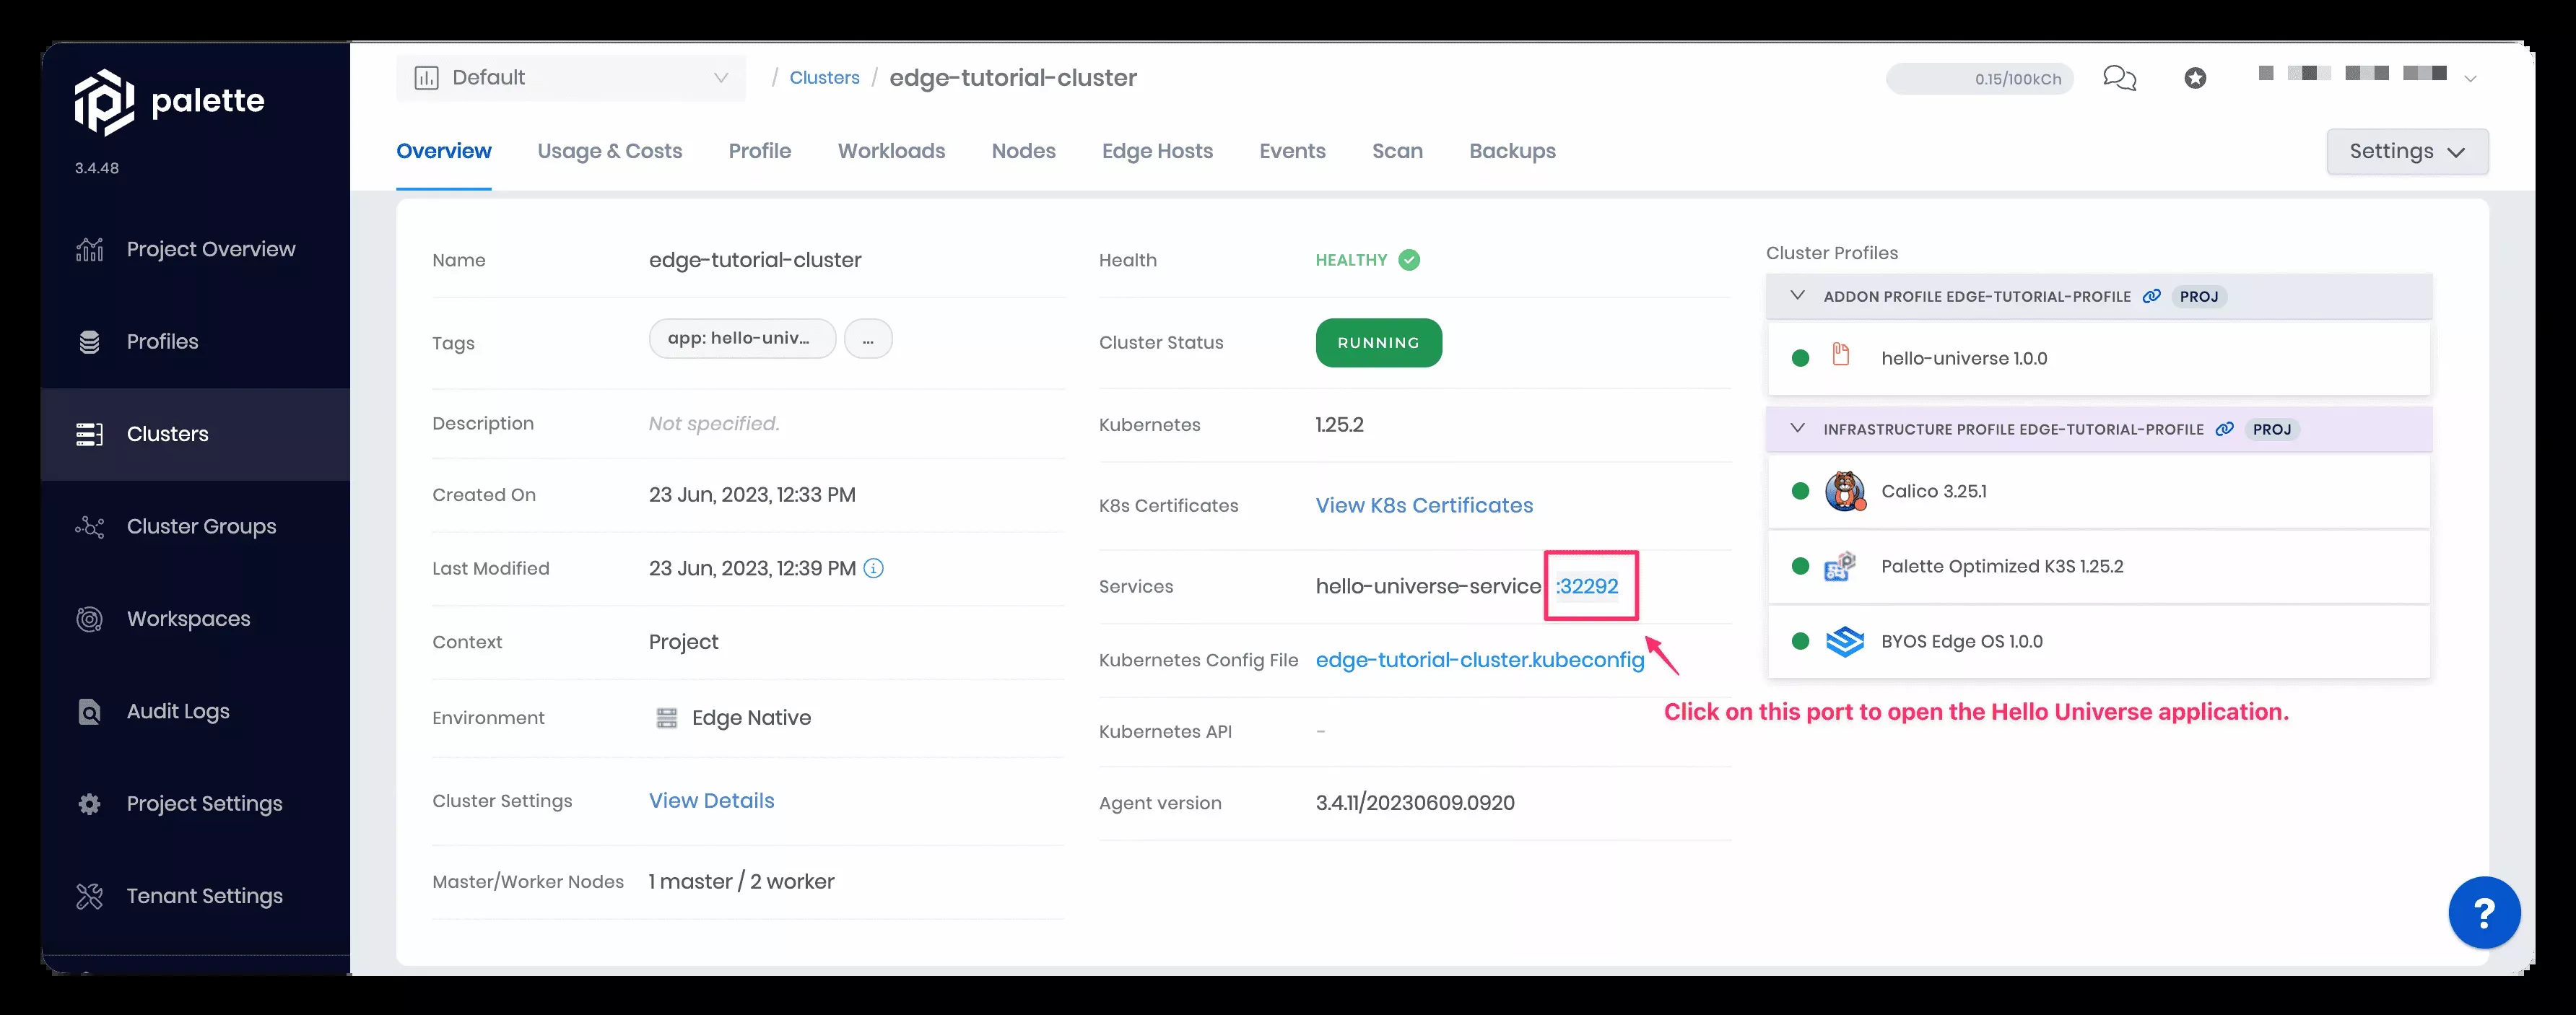 palette
3.4.48
Project Overview
Profiles
Clusters
Cluster Groups
Workspaces
Audit Logs
Project Settings
Tenant Settings
Default
/ Clusters / edge-tutorial-cluster
0.15/100kCh
Overview Usage & Costs Profile Workloads Nodes Edge Hosts Events Scan Backups
Settings
Name edge-tutorial-cluster
Tags app: hello-univ... ...
Description Not specified.
Created On 23 Jun, 2023, 12:33 PM
Last Modified 23 Jun, 2023, 12:39 PM
Context Project
Environment Edge Native
Cluster Settings View Details
Master/Worker Nodes 1 master / 2 worker
Health HEALTHY
Cluster Status RUNNING
Kubernetes 1.25.2
K8s Certificates View K8s Certificates
Services hello-universe-service :32292
Kubernetes Config File edge-tutorial-cluster.kubeconfig
Kubernetes API -
Agent version 3.4.11/20230609.0920
Cluster Profiles
ADDON PROFILE EDGE-TUTORIAL-PROFILE PROJ
hello-universe 1.0.0
INFRASTRUCTURE PROFILE EDGE-TUTORIAL-PROFILE PROJ
Calico 3.25.1
Palette Optimized K3S 1.25.2
BYOS Edge OS 1.0.0
Click on this port to open the Hello Universe application.
?